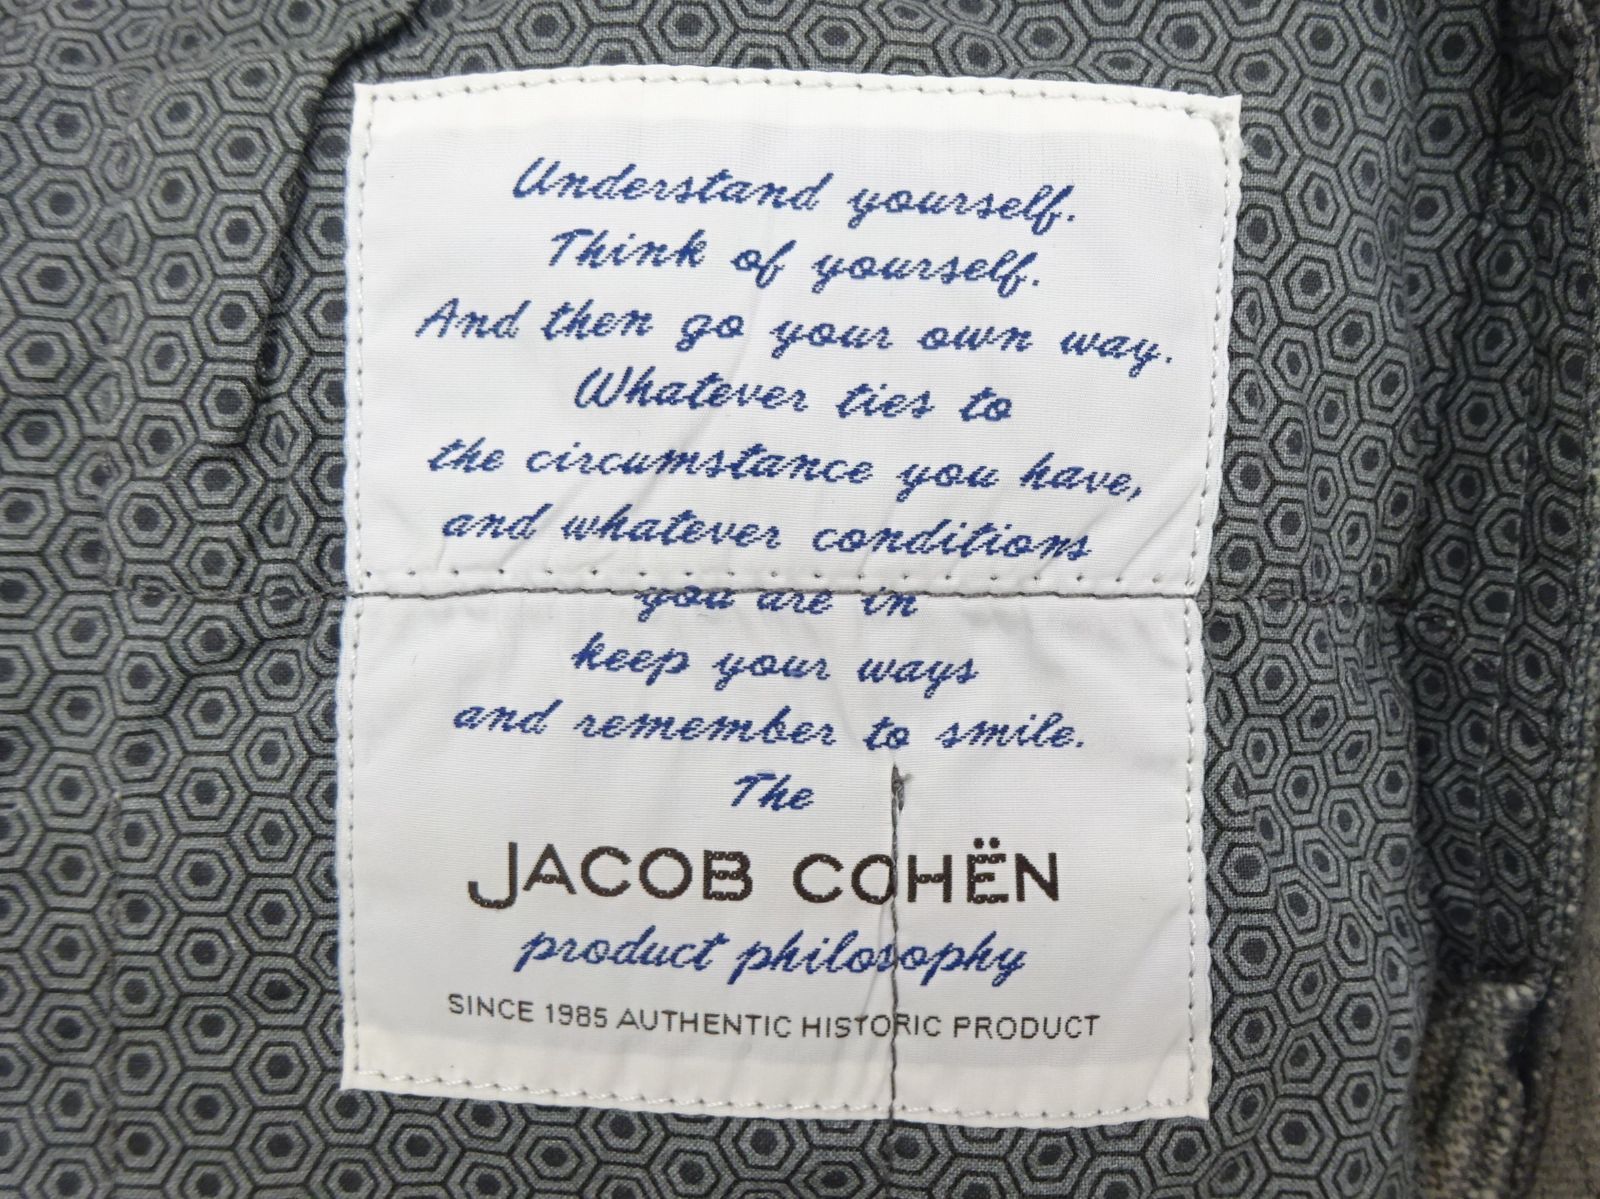 Understand yourself.
Think of yourself.
And then go your own way.
Whatever ties to
the circumstance you have,
and whatever conditions
you are in
keep your ways
and remember to smile.
The
JACOB COHËN
product philosophy
SINCE 1985 AUTHENTIC HISTORIC PRODUCT